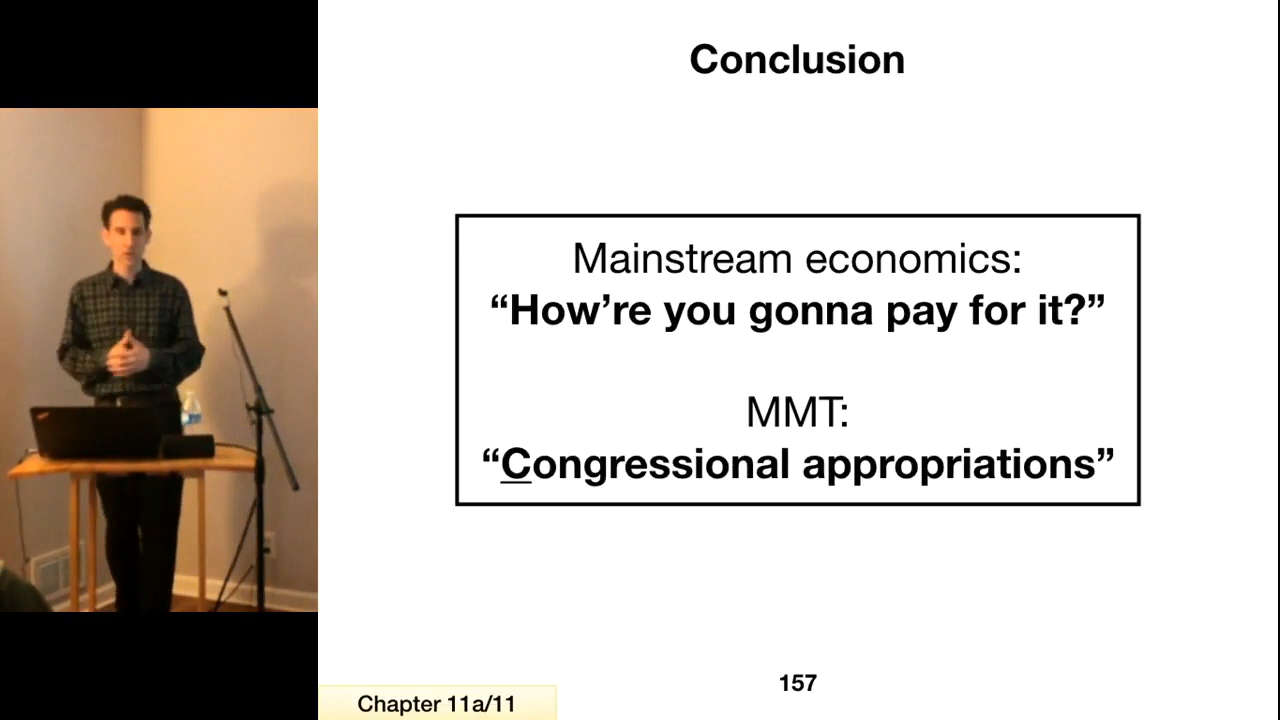 Conclusion
Mainstream economics:
“How’re you gonna pay for it?”
MMT:
“Congressional appropriations”
157
Chapter 11a/11